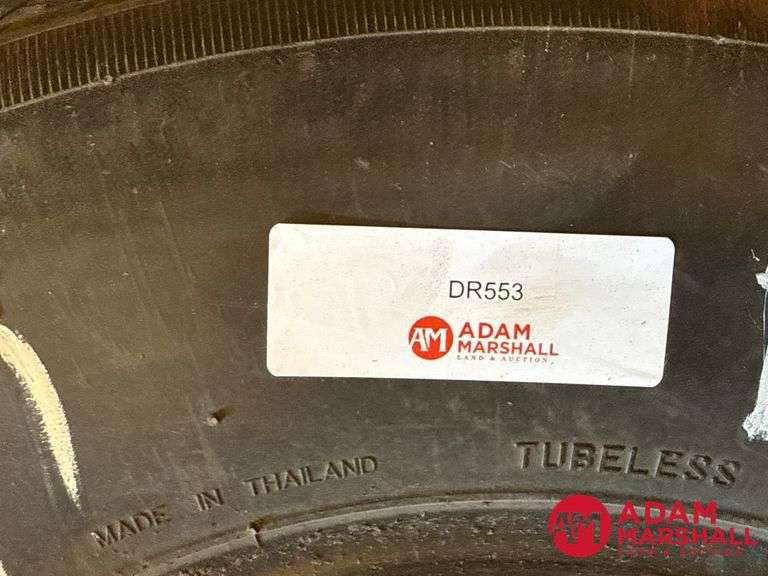 DR553
AM ADAM
MARSHALL
LAND & AUCTION
TUBELESS
MADE IN THAILAND
AM ADAM
MARSHALL
LAND & AUCTION